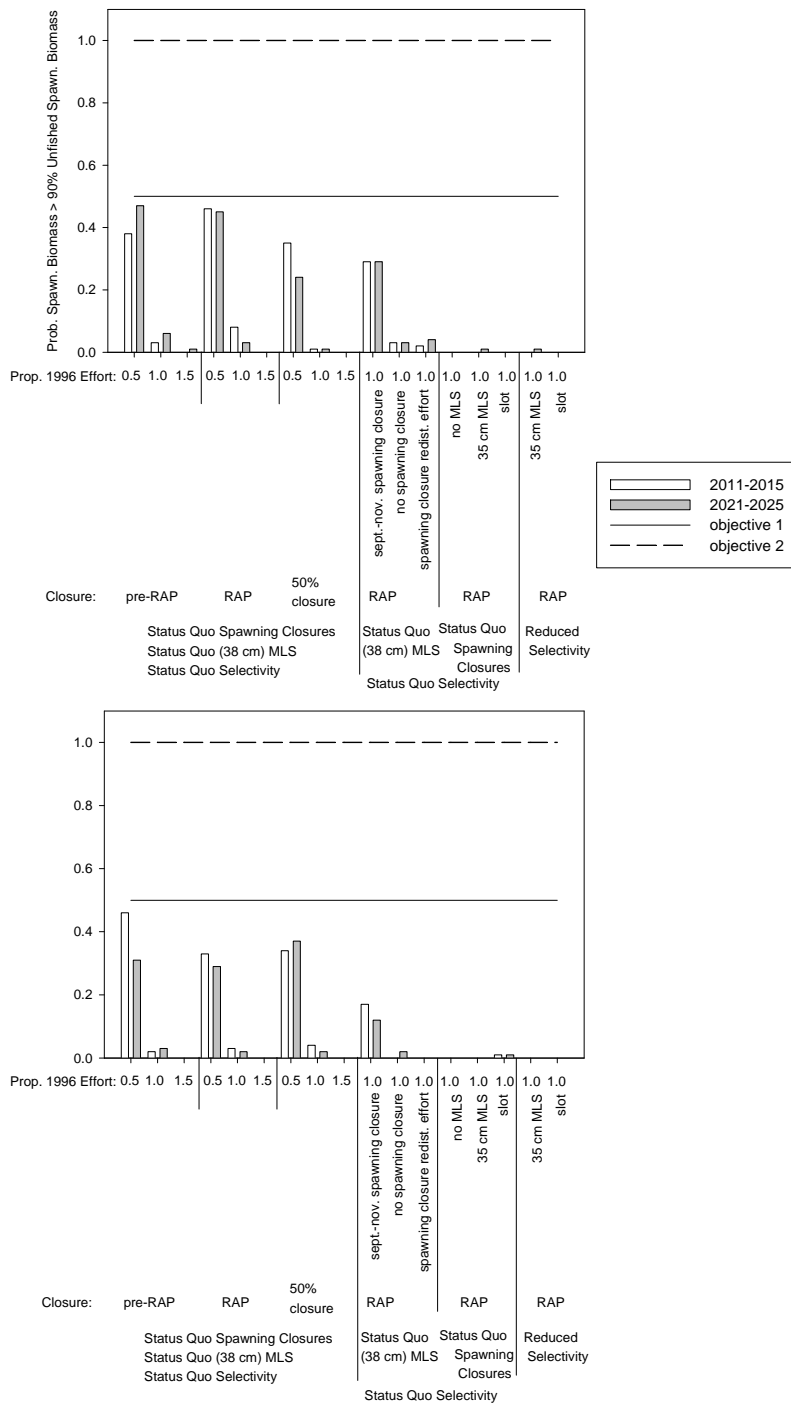 Prob. Spawn. Biomass > 90% Unfished Spawn. Biomass
1.0
0.8
0.6
0.4
0.2
0.0
Prop. 1996 Effort: 0.5 1.0 1.5 0.5 1.0 1.5 0.5 1.0 1.5 1.0 1.0 1.0 1.0 1.0 1.0 1.0 1.0
sept.-nov. spawning closure
no spawning closure
spawning closure redist. effort
no MLS
35 cm MLS
slot
35 cm MLS
slot
2011-2015
2021-2025
objective 1
objective 2
Closure: pre-RAP RAP 50% closure RAP RAP RAP
Status Quo Spawning Closures
Status Quo (38 cm) MLS
Status Quo Selectivity
Status Quo
(38 cm) MLS
Status Quo
Spawning
Closures
Reduced
Selectivity
Status Quo Selectivity
1.0
0.8
0.6
0.4
0.2
0.0
Prop. 1996 Effort: 0.5 1.0 1.5 0.5 1.0 1.5 0.5 1.0 1.5 1.0 1.0 1.0 1.0 1.0 1.0 1.0 1.0
sept.-nov. spawning closure
no spawning closure
spawning closure redist. effort
no MLS
35 cm MLS
slot
35 cm MLS
slot
Closure: pre-RAP RAP 50% closure RAP RAP RAP
Status Quo Spawning Closures
Status Quo (38 cm) MLS
Status Quo Selectivity
Status Quo
(38 cm) MLS
Status Quo
Spawning
Closures
Reduced
Selectivity
Status Quo Selectivity